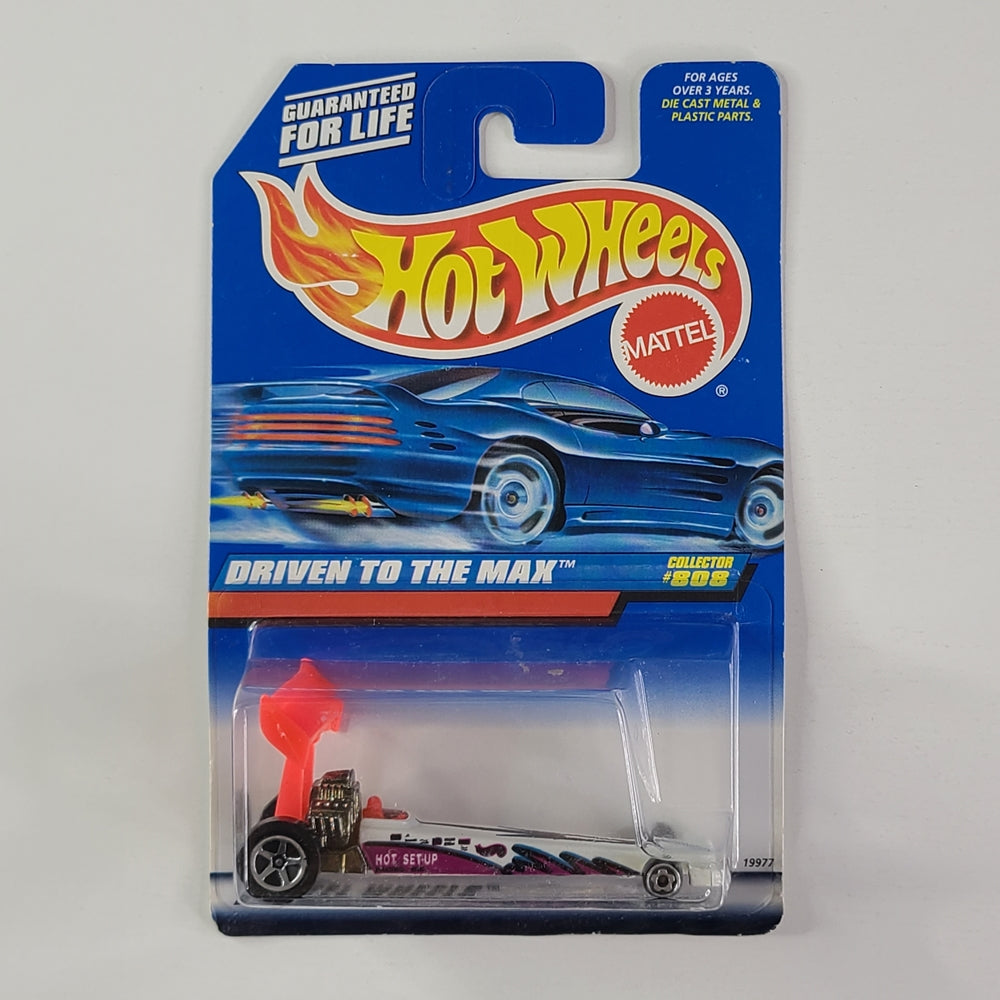 GUARANTEED
FOR LIFE
FOR AGES
OVER 3 YEARS.
DIE CAST METAL &
PLASTIC PARTS.
HOT WHEELS
MATTEL
®
DRIVEN TO THE MAX™
COLLECTOR
#808
19977
HOT SET-UP
WHEELS™